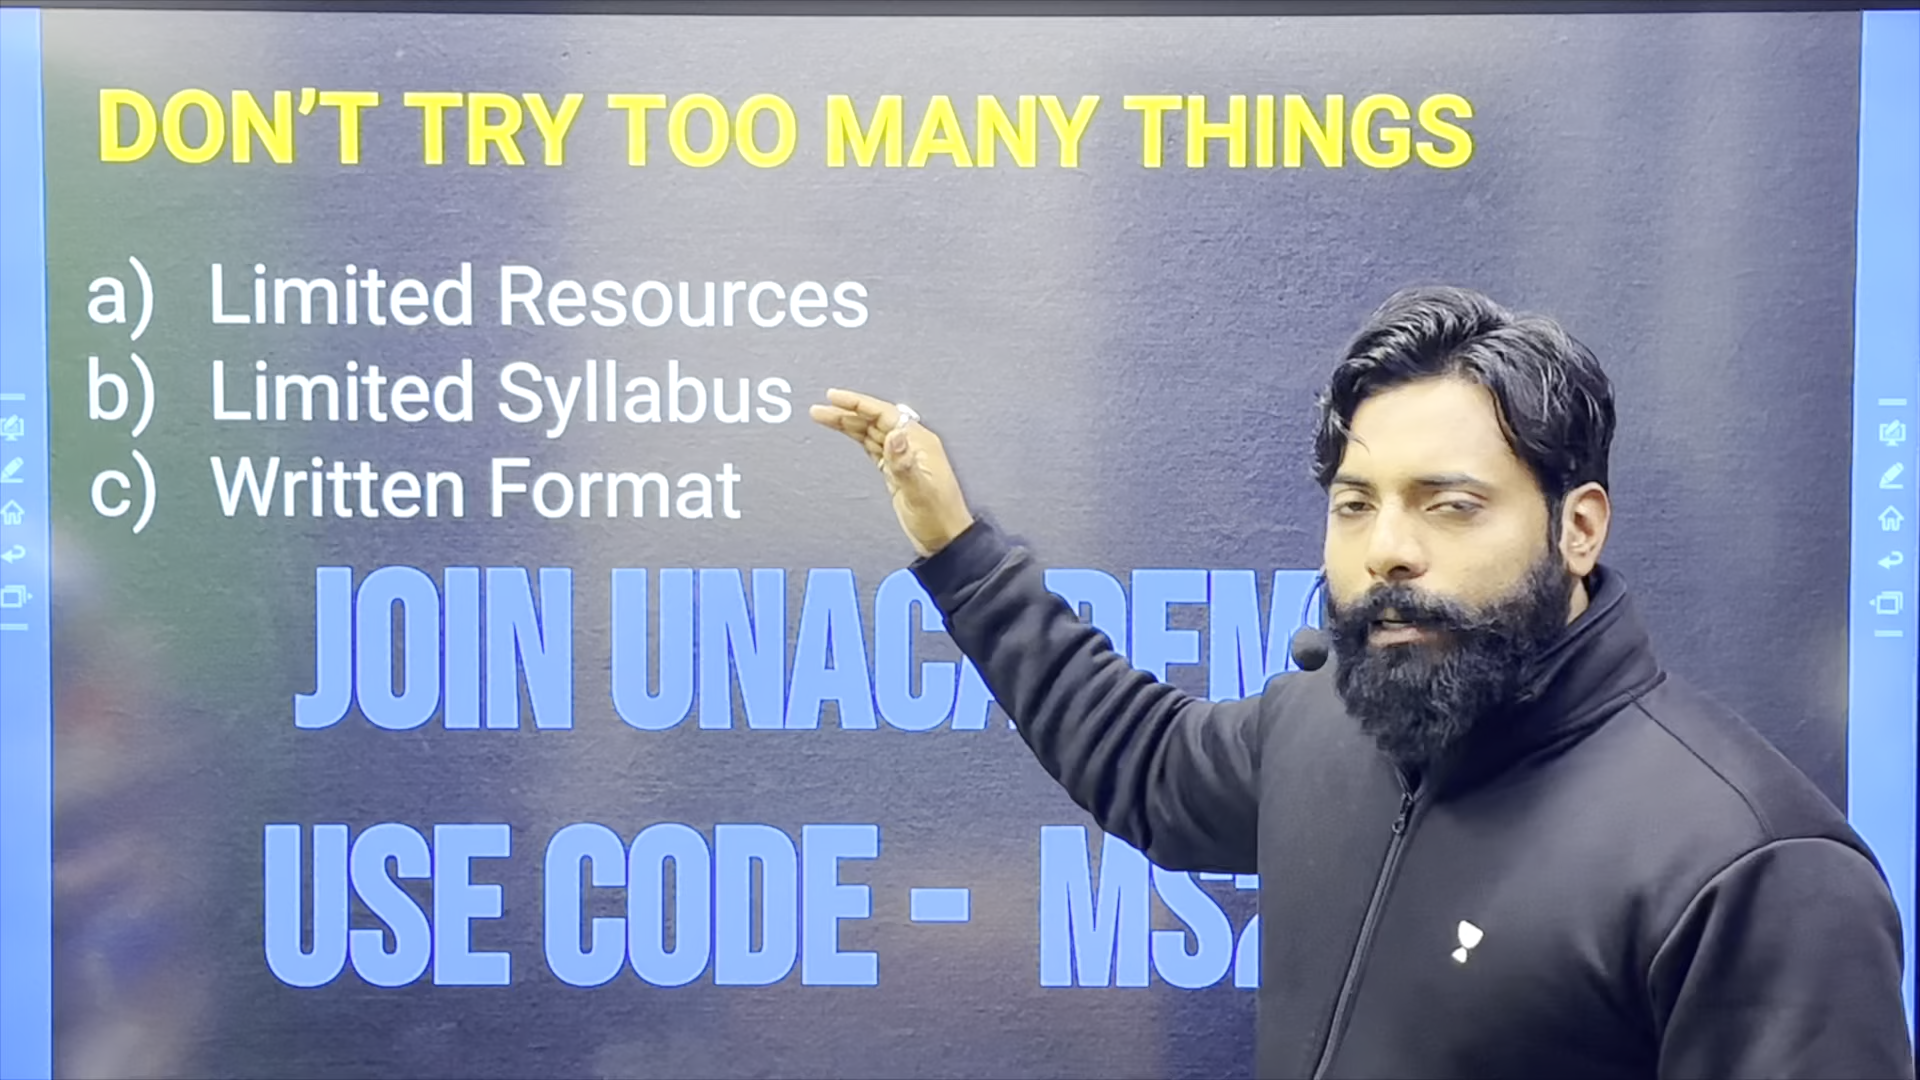 DON'T TRY TOO MANY THINGS
a) Limited Resources
b) Limited Syllabus
c) Written Format
JOIN
USE CODE -